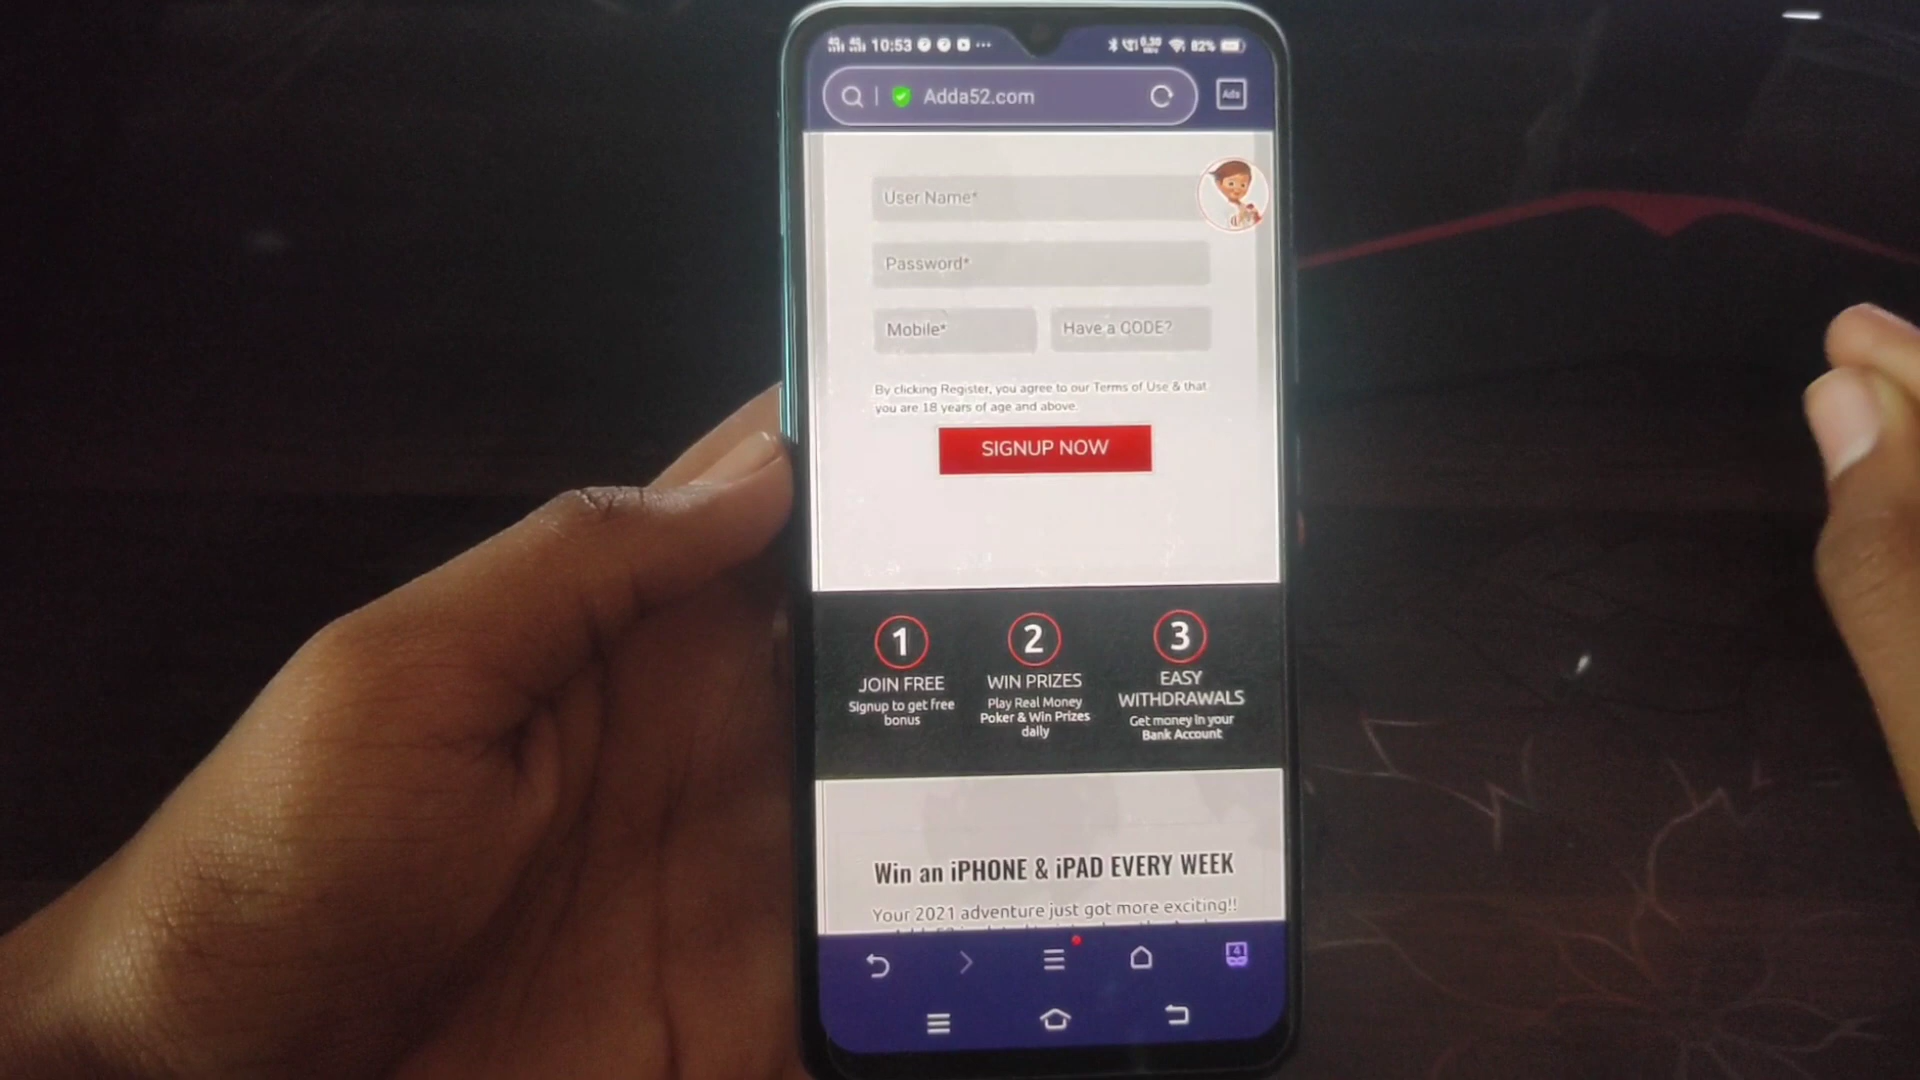 10:53
82%
Adda52.com
Ada
User Name*
Password*
Mobile*
Have a CODE?
By clicking Register, you agree to our Terms of Use & that
you are 18 years of age and above.
SIGNUP NOW
1
JOIN FREE
Signup to get free
bonus
2
WIN PRIZES
Play Real Money
Poker & Win Prizes
daily
3
EASY
WITHDRAWALS
Get money in your
Bank Account
Win an iPHONE & iPAD EVERY WEEK
Your 2021 adventure just got more exciting!!
4